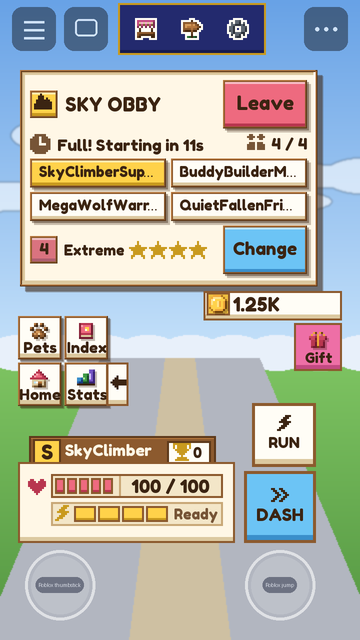 SKY OBBY
Leave
Full! Starting in 11s
4 / 4
SkyClimberSup...
BuddyBuilderM...
MegaWolfWarr...
QuietFallenFri...
4
Extreme
Change
1.25K
Pets
Index
Gift
Home
Stats
RUN
S
SkyClimber
0
100 / 100
Ready
DASH
Roblox thumbstick
Roblox jump